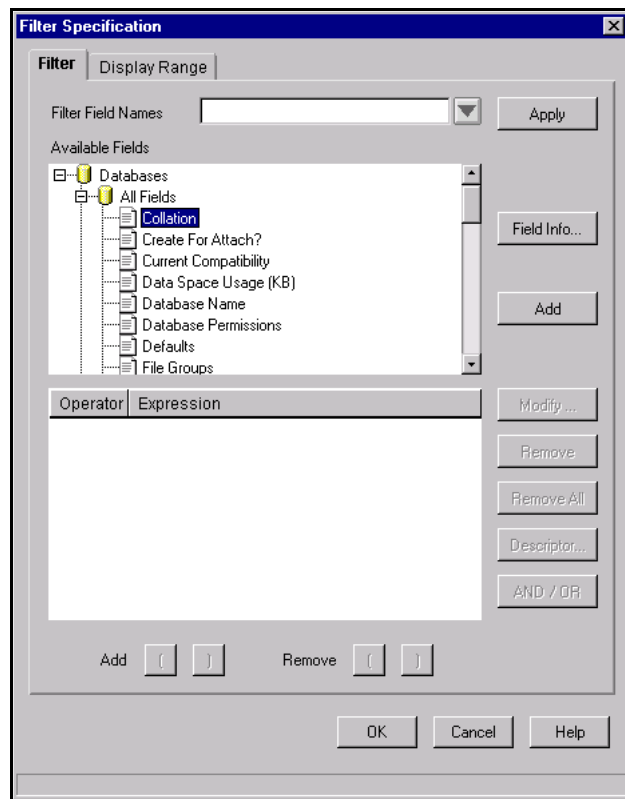 Filter Specification
Filter
Display Range
Filter Field Names
Apply
Available Fields
Databases
All Fields
Collation
Create For Attach?
Current Compatibility
Data Space Usage (KB)
Database Name
Database Permissions
Defaults
File Groups
Field Info...
Add
Operator Expression
Modify ...
Remove
Remove All
Descriptor...
AND / OR
Add ( ) Remove ( )
OK Cancel Help